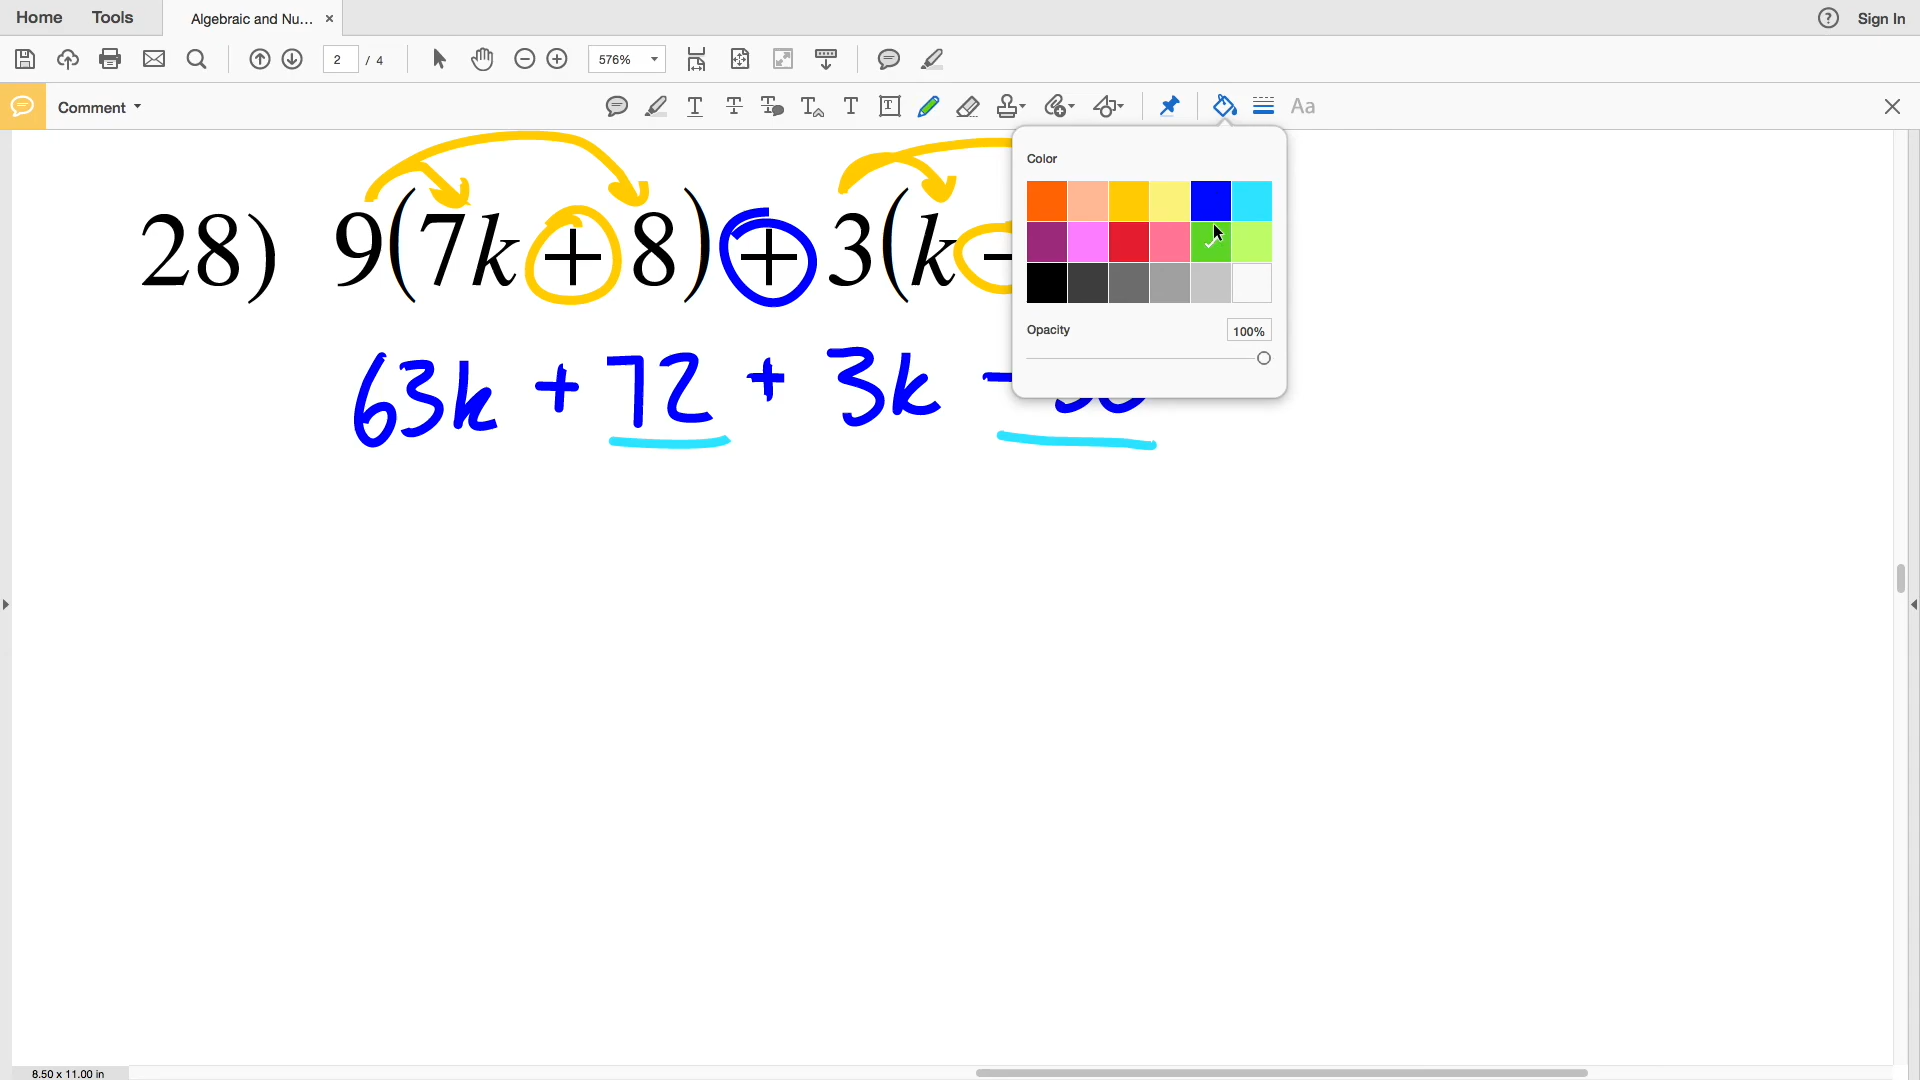 Home Tools Algebraic and Nu... × ? Sign In
2 / 4 576%
Comment T T T T T T Aa
Color
28) 9(7k + 8) + 3(k −
Opacity 100%
63k + 72 + 3k −
8.50 x 11.00 in